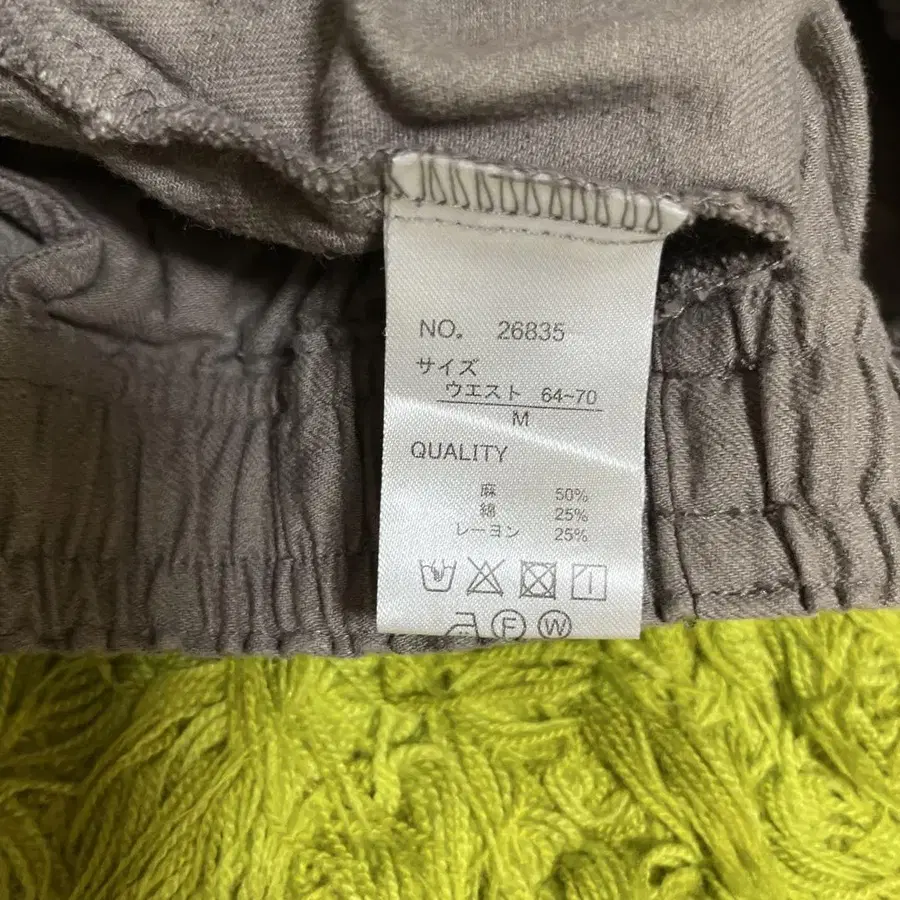 NO. 26835
サイズ
ウエスト 64~70
M
QUALITY
麻 50%
綿 25%
レーヨン 25%
F W